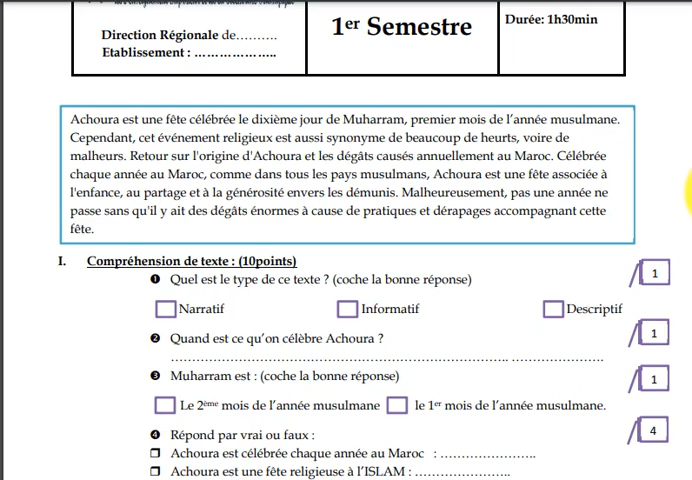 Direction Régionale de……….
Etablissement : ………………..
1er Semestre
Durée: 1h30min
Achoura est une fête célébrée le dixième jour de Muharram, premier mois de l'année musulmane.
Cependant, cet événement religieux est aussi synonyme de beaucoup de heurts, voire de
malheurs. Retour sur l'origine d'Achoura et les dégâts causés annuellement au Maroc. Célébrée
chaque année au Maroc, comme dans tous les pays musulmans, Achoura est une fête associée à
l'enfance, au partage et à la générosité envers les démunis. Malheureusement, pas une année ne
passe sans qu'il y ait des dégâts énormes à cause de pratiques et dérapages accompagnant cette
fête.
I. Compréhension de texte : (10points)
❶ Quel est le type de ce texte ? (coche la bonne réponse) / 1
Narratif Informatif Descriptif
❷ Quand est ce qu'on célèbre Achoura ? / 1
…………………………………………………………………… …………………
❸ Muharram est : (coche la bonne réponse) / 1
Le 2ème mois de l'année musulmane le 1er mois de l'année musulmane.
❹ Répond par vrai ou faux : / 4
❒ Achoura est célébrée chaque année au Maroc : ………………….
❒ Achoura est une fête religieuse à l'ISLAM : ………………….